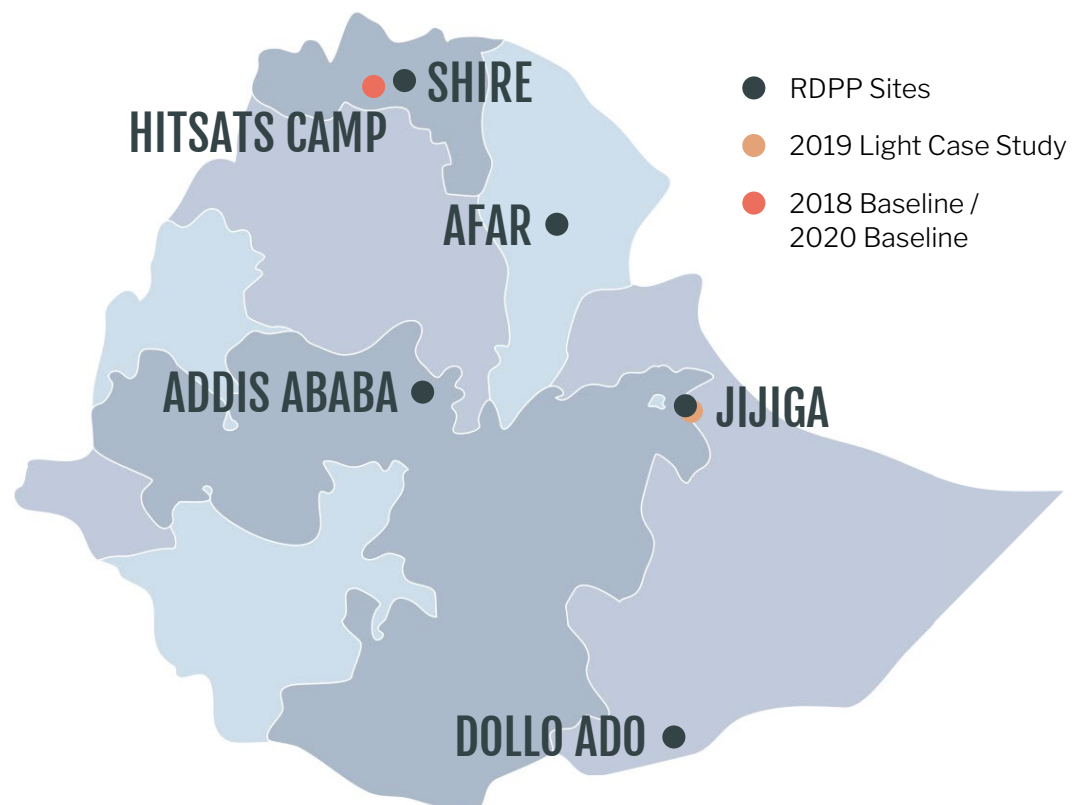 SHIRE
HITSATS CAMP
AFAR
ADDIS ABABA
JIJIGA
DOLLO ADO
RDPP Sites
2019 Light Case Study
2018 Baseline /
2020 Baseline